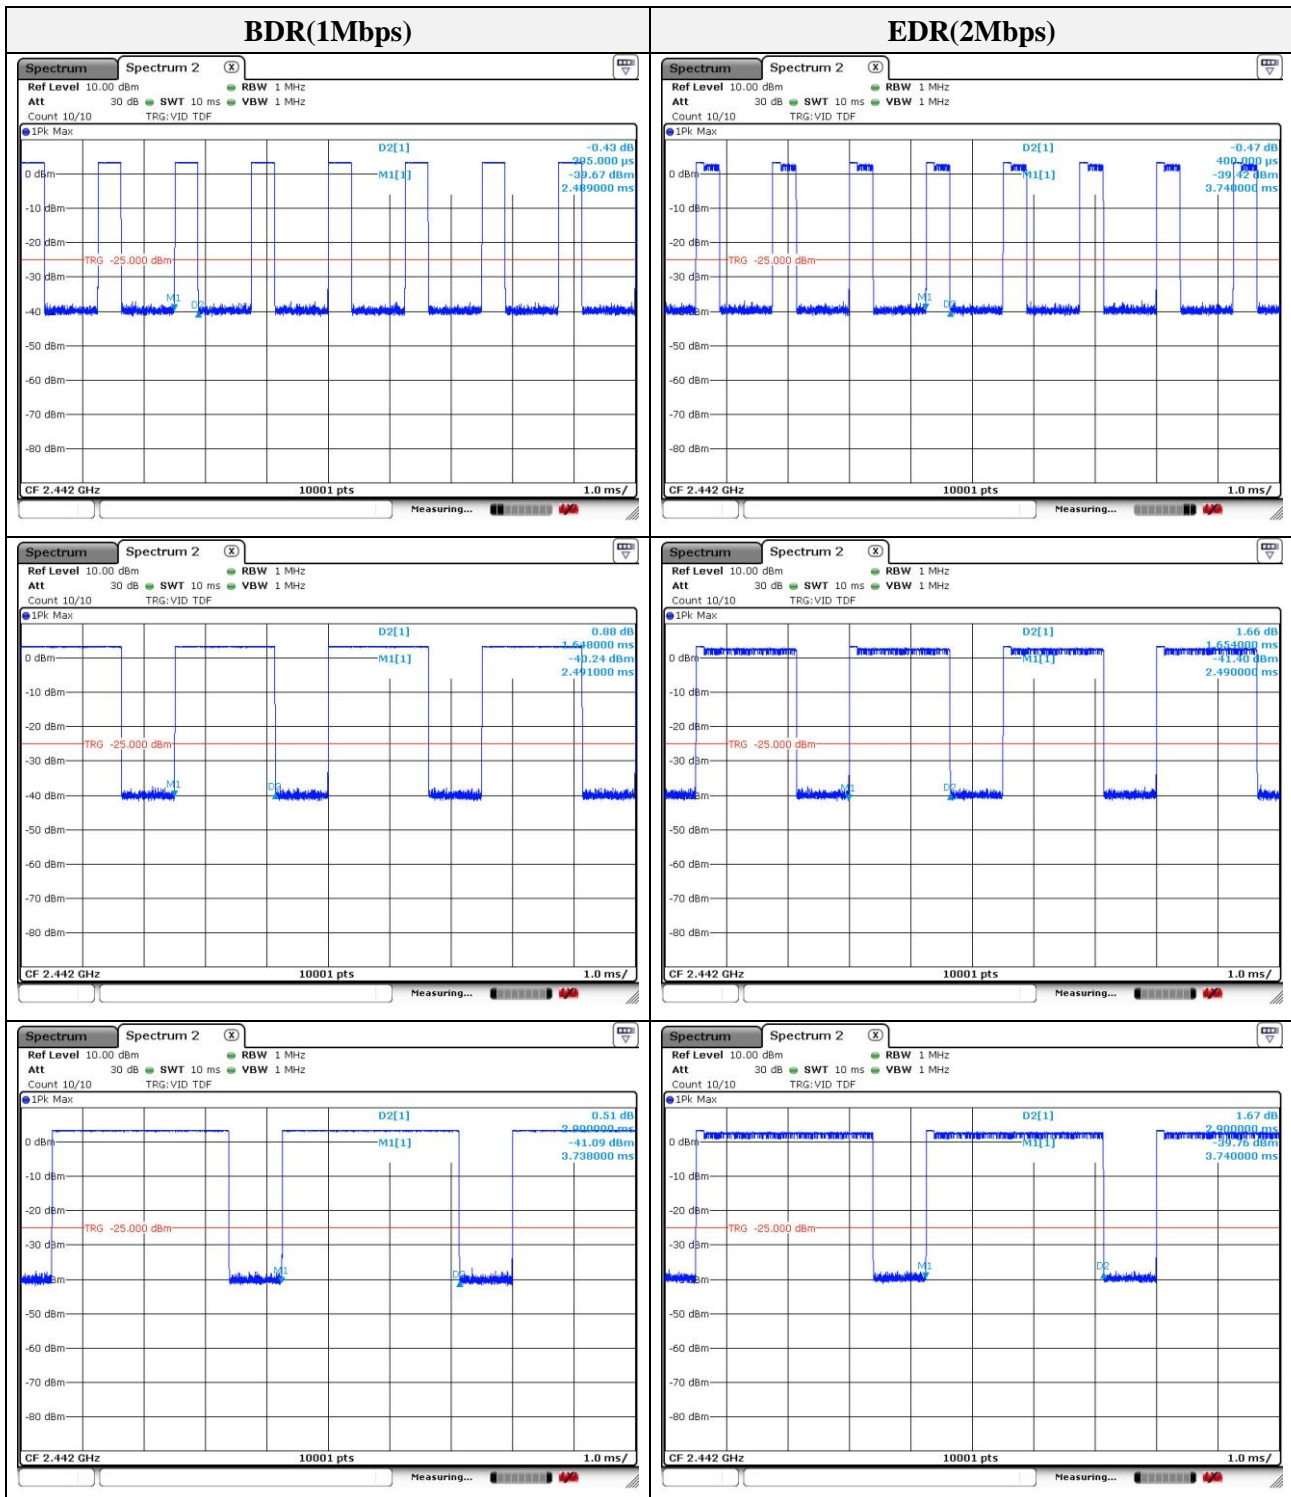 BDR(1Mbps) EDR(2Mbps)
Spectrum Spectrum 2 X
Ref Level 10.00 dBm RBW 1 MHz
Att 30 dB SWT 10 ms VBW 1 MHz
Count 10/10 TRG:VID TDF
1Pk Max
D2[1] -0.43 dB
395.000 µs
M1[1] -39.67 dBm
2.489000 ms
0 dBm
-10 dBm
-20 dBm
TRG -25.000 dBm
-30 dBm
M1 D2
-40
-50 dBm
-60 dBm
-70 dBm
-80 dBm
CF 2.442 GHz 10001 pts 1.0 ms/
Measuring...
Spectrum Spectrum 2 X
Ref Level 10.00 dBm RBW 1 MHz
Att 30 dB SWT 10 ms VBW 1 MHz
Count 10/10 TRG:VID TDF
1Pk Max
D2[1] -0.47 dB
400.000 µs
M1[1] -39.42 dBm
3.740000 ms
0 dBm
-10 dBm
-20 dBm
TRG -25.000 dBm
-30 dBm
M1 D2
dBm
-50 dBm
-60 dBm
-70 dBm
-80 dBm
CF 2.442 GHz 10001 pts 1.0 ms/
Measuring...
Spectrum Spectrum 2 X
Ref Level 10.00 dBm RBW 1 MHz
Att 30 dB SWT 10 ms VBW 1 MHz
Count 10/10 TRG:VID TDF
1Pk Max
D2[1] 0.88 dB
1.648000 ms
M1[1] -40.24 dBm
2.491000 ms
0 dBm
-10 dBm
-20 dBm
TRG -25.000 dBm
-30 dBm
M1 D2
-40 dBm
-50 dBm
-60 dBm
-70 dBm
-80 dBm
CF 2.442 GHz 10001 pts 1.0 ms/
Measuring...
Spectrum Spectrum 2 X
Ref Level 10.00 dBm RBW 1 MHz
Att 30 dB SWT 10 ms VBW 1 MHz
Count 10/10 TRG:VID TDF
1Pk Max
D2[1] 1.66 dB
1.654000 ms
M1[1] -41.40 dBm
2.490000 ms
0 dBm
-10 dBm
-20 dBm
TRG -25.000 dBm
-30 dBm
M1 D2
dBm
-50 dBm
-60 dBm
-70 dBm
-80 dBm
CF 2.442 GHz 10001 pts 1.0 ms/
Measuring...
Spectrum Spectrum 2 X
Ref Level 10.00 dBm RBW 1 MHz
Att 30 dB SWT 10 ms VBW 1 MHz
Count 10/10 TRG:VID TDF
1Pk Max
D2[1] 0.51 dB
2.900000 ms
M1[1] -41.09 dBm
3.738000 ms
0 dBm
-10 dBm
-20 dBm
TRG -25.000 dBm
-30 dBm
M1 D2
dBm
-50 dBm
-60 dBm
-70 dBm
-80 dBm
CF 2.442 GHz 10001 pts 1.0 ms/
Measuring...
Spectrum Spectrum 2 X
Ref Level 10.00 dBm RBW 1 MHz
Att 30 dB SWT 10 ms VBW 1 MHz
Count 10/10 TRG:VID TDF
1Pk Max
D2[1] 1.67 dB
2.900000 ms
M1[1] -39.76 dBm
3.740000 ms
0 dBm
-10 dBm
-20 dBm
TRG -25.000 dBm
-30 dBm
M1 D2
dBm
-50 dBm
-60 dBm
-70 dBm
-80 dBm
CF 2.442 GHz 10001 pts 1.0 ms/
Measuring...